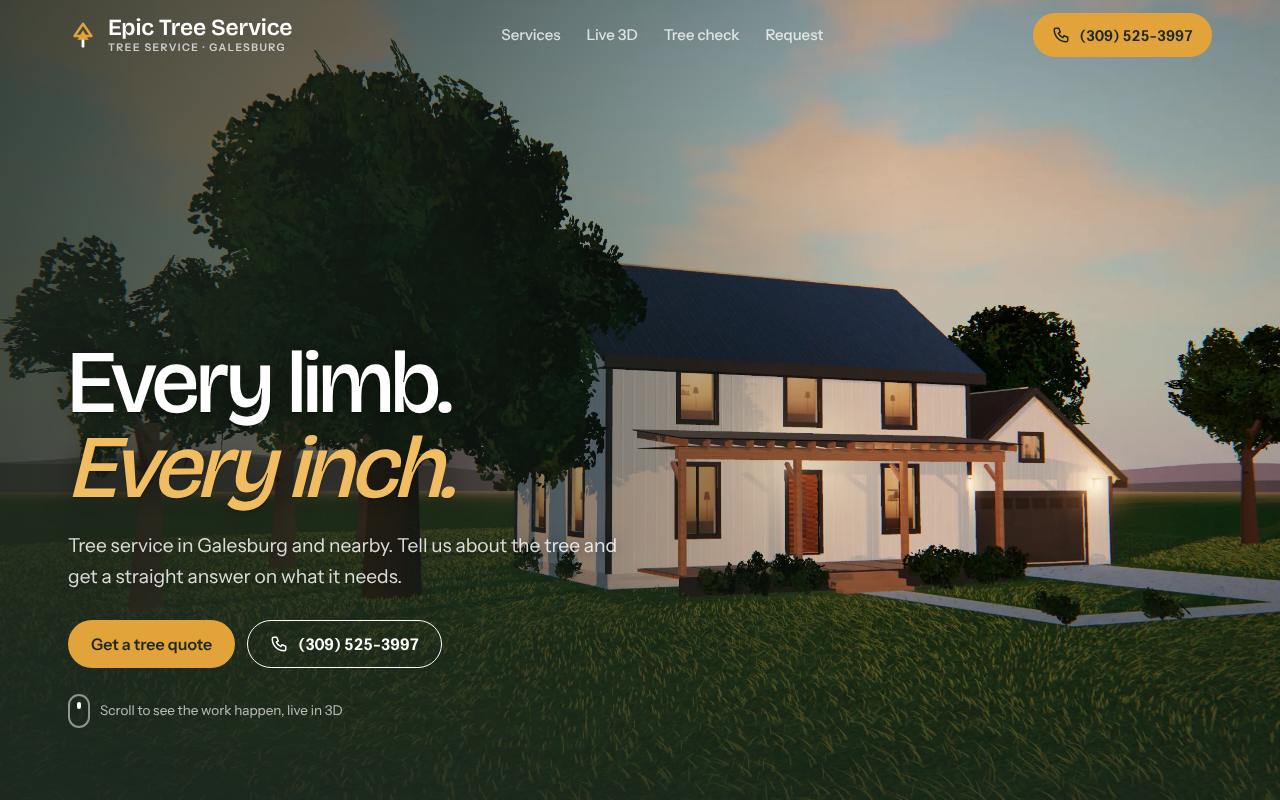 Epic Tree Service
TREE SERVICE · GALESBURG
Services
Live 3D
Tree check
Request
(309) 525-3997
Every limb.
Every inch.
Tree service in Galesburg and nearby. Tell us about the tree and
get a straight answer on what it needs.
Get a tree quote
(309) 525-3997
Scroll to see the work happen, live in 3D